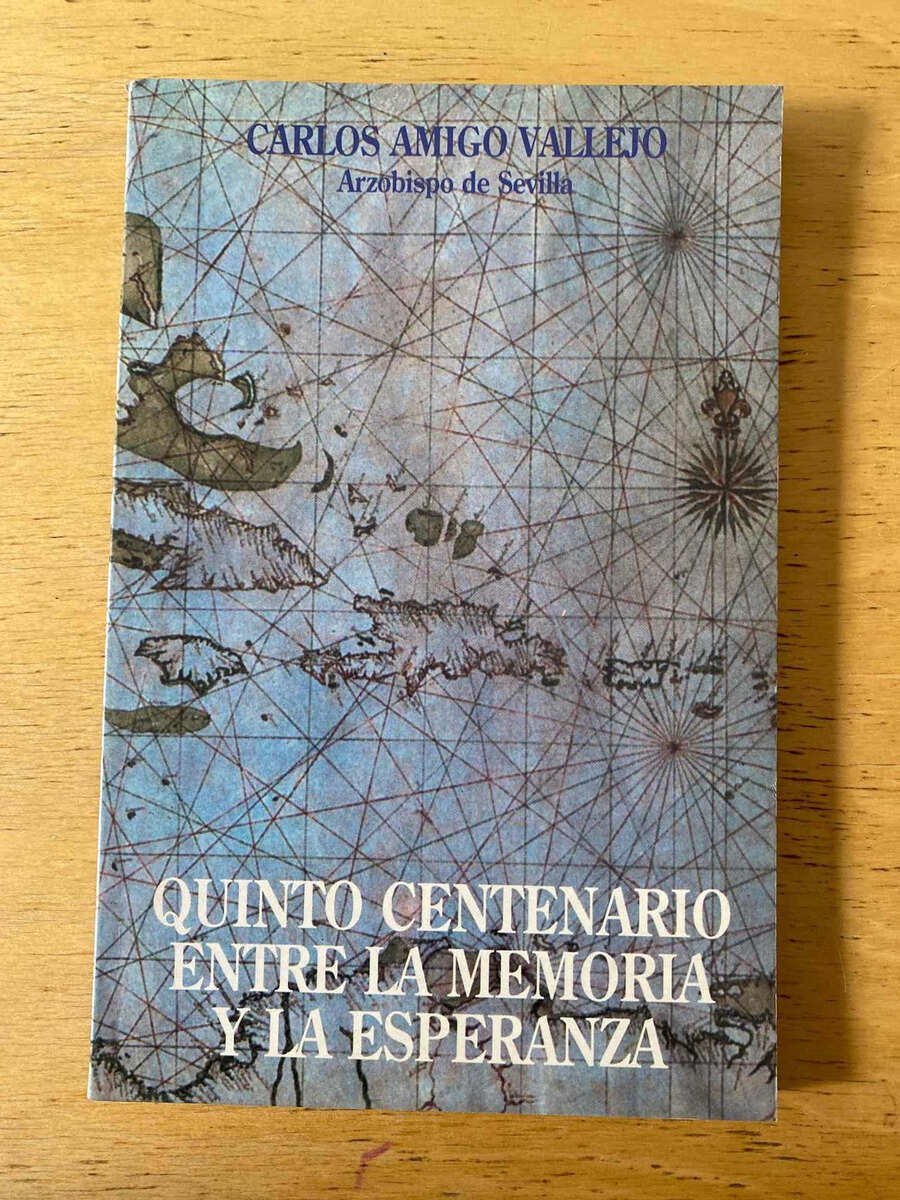 CARLOS AMIGO VALLEJO
Arzobispo de Sevilla
QUINTO CENTENARIO
ENTRE LA MEMORIA
Y LA ESPERANZA